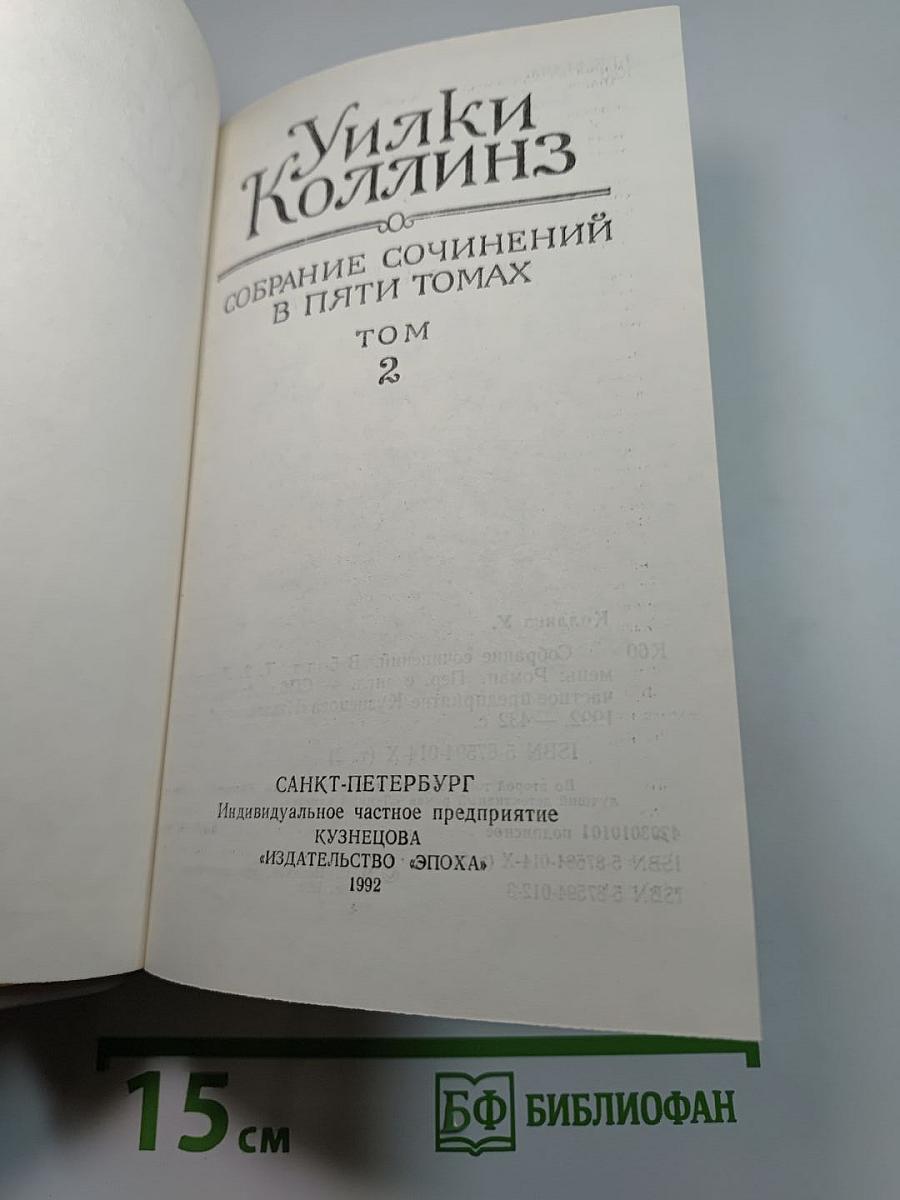 Уилки
Коллинз
СОБРАНИЕ СОЧИНЕНИЙ
В ПЯТИ ТОМАХ
ТОМ
2
САНКТ-ПЕТЕРБУРГ
Индивидуальное частное предприятие
КУЗНЕЦОВА
«ИЗДАТЕЛЬСТВО «ЭПОХА»
1992
15 см
БФ БИБЛИОФАН